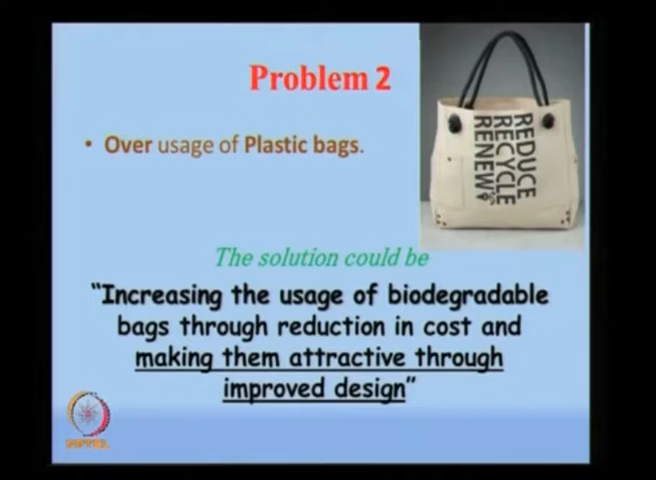 Problem 2
• Over usage of Plastic bags.
REDUCE
RECYCLE
RENEW
The solution could be
“Increasing the usage of biodegradable
bags through reduction in cost and
making them attractive through
improved design”
NPTEL